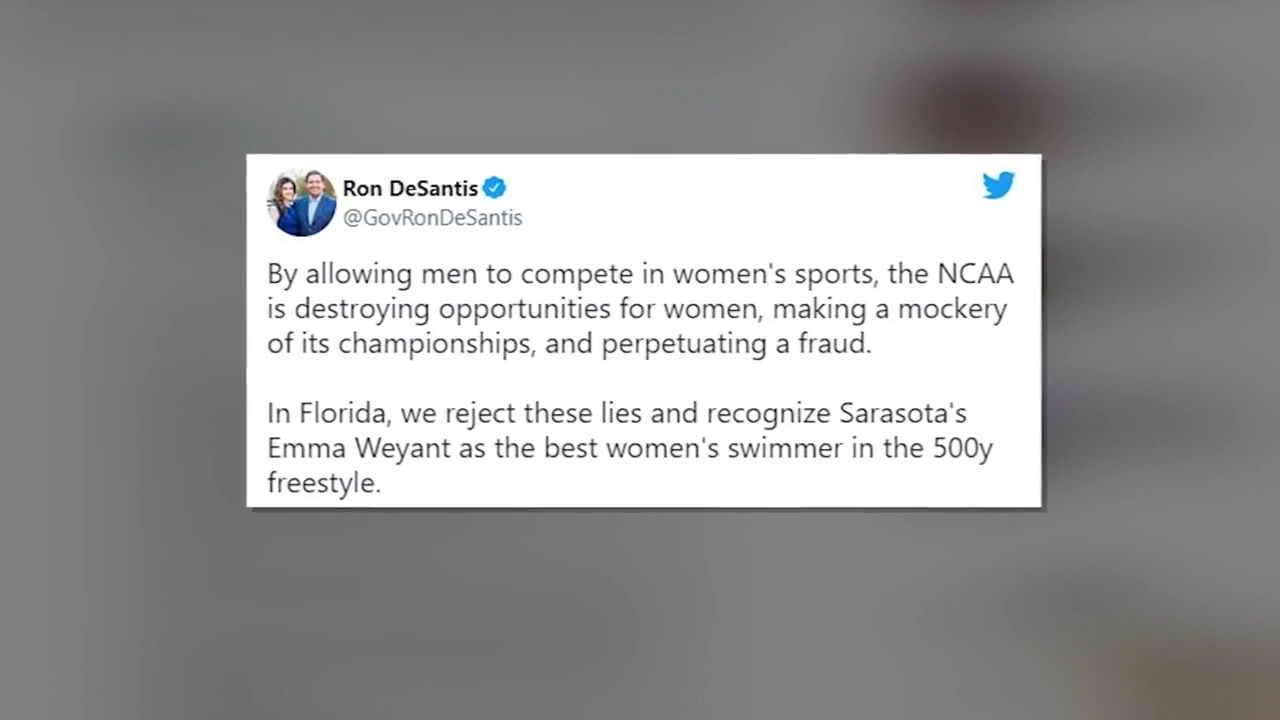 Ron DeSantis
@GovRonDeSantis
By allowing men to compete in women's sports, the NCAA
is destroying opportunities for women, making a mockery
of its championships, and perpetuating a fraud.
In Florida, we reject these lies and recognize Sarasota's
Emma Weyant as the best women's swimmer in the 500y
freestyle.